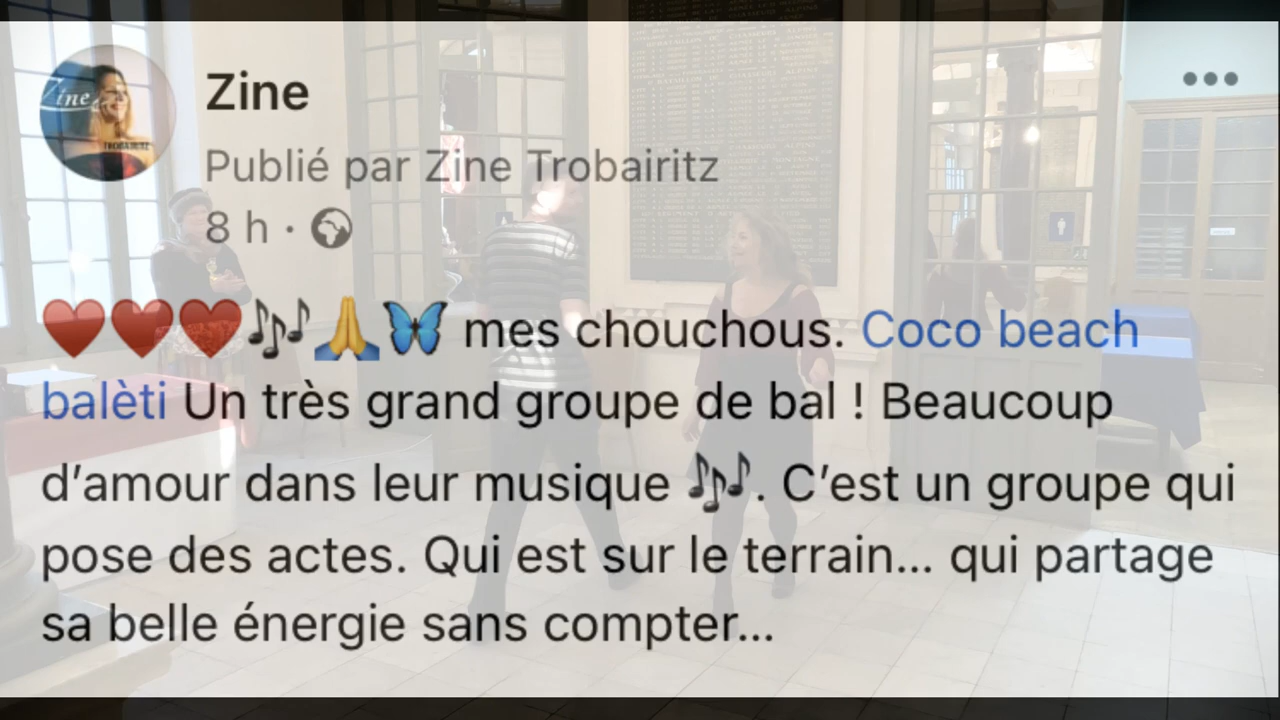 Zine
TROBAIRITZ
Zine
Publié par Zine Trobairitz
8 h ·
♥️♥️♥️🎶🙏🦋 mes chouchous. Coco beach
balèti Un très grand groupe de bal ! Beaucoup
d’amour dans leur musique 🎶. C’est un groupe qui
pose des actes. Qui est sur le terrain... qui partage
sa belle énergie sans compter...